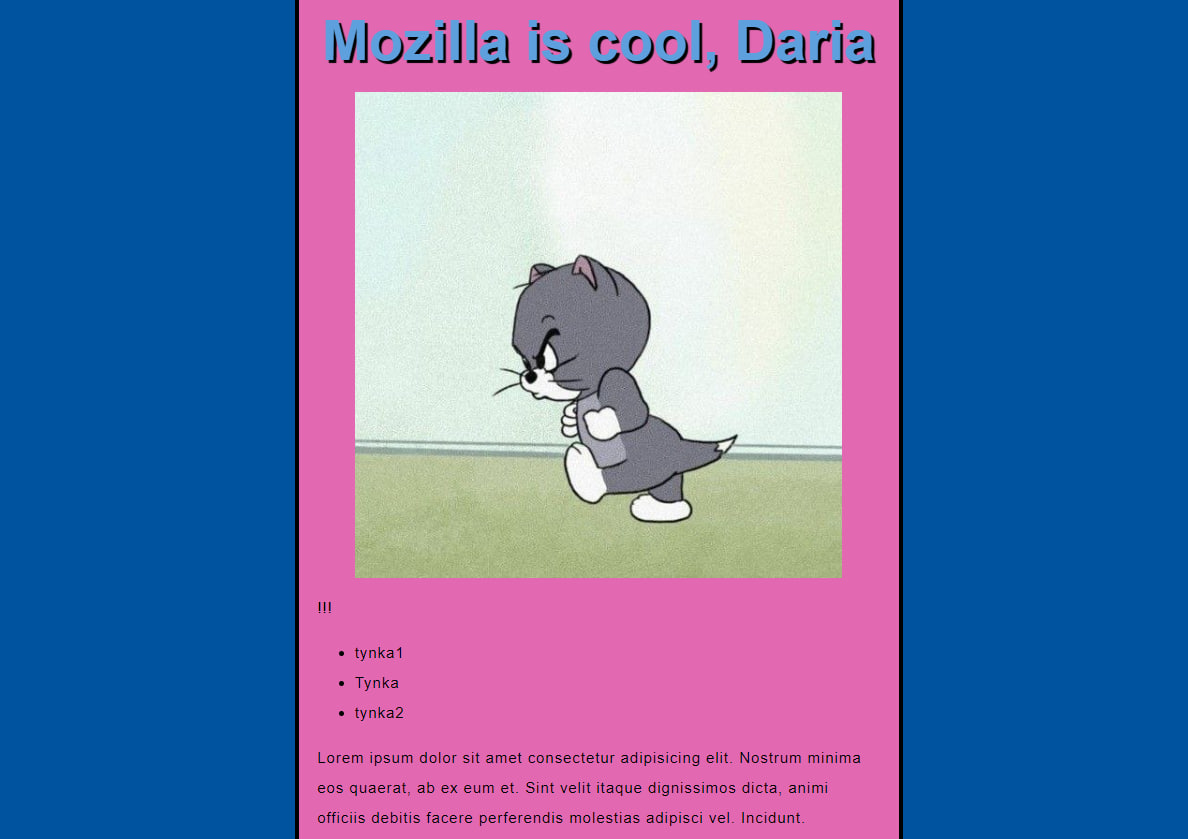 Mozilla is cool, Daria
!!!
tynka1
Tynka
tynka2
Lorem ipsum dolor sit amet consectetur adipisicing elit. Nostrum minima
eos quaerat, ab ex eum et. Sint velit itaque dignissimos dicta, animi
officiis debitis facere perferendis molestias adipisci vel. Incidunt.